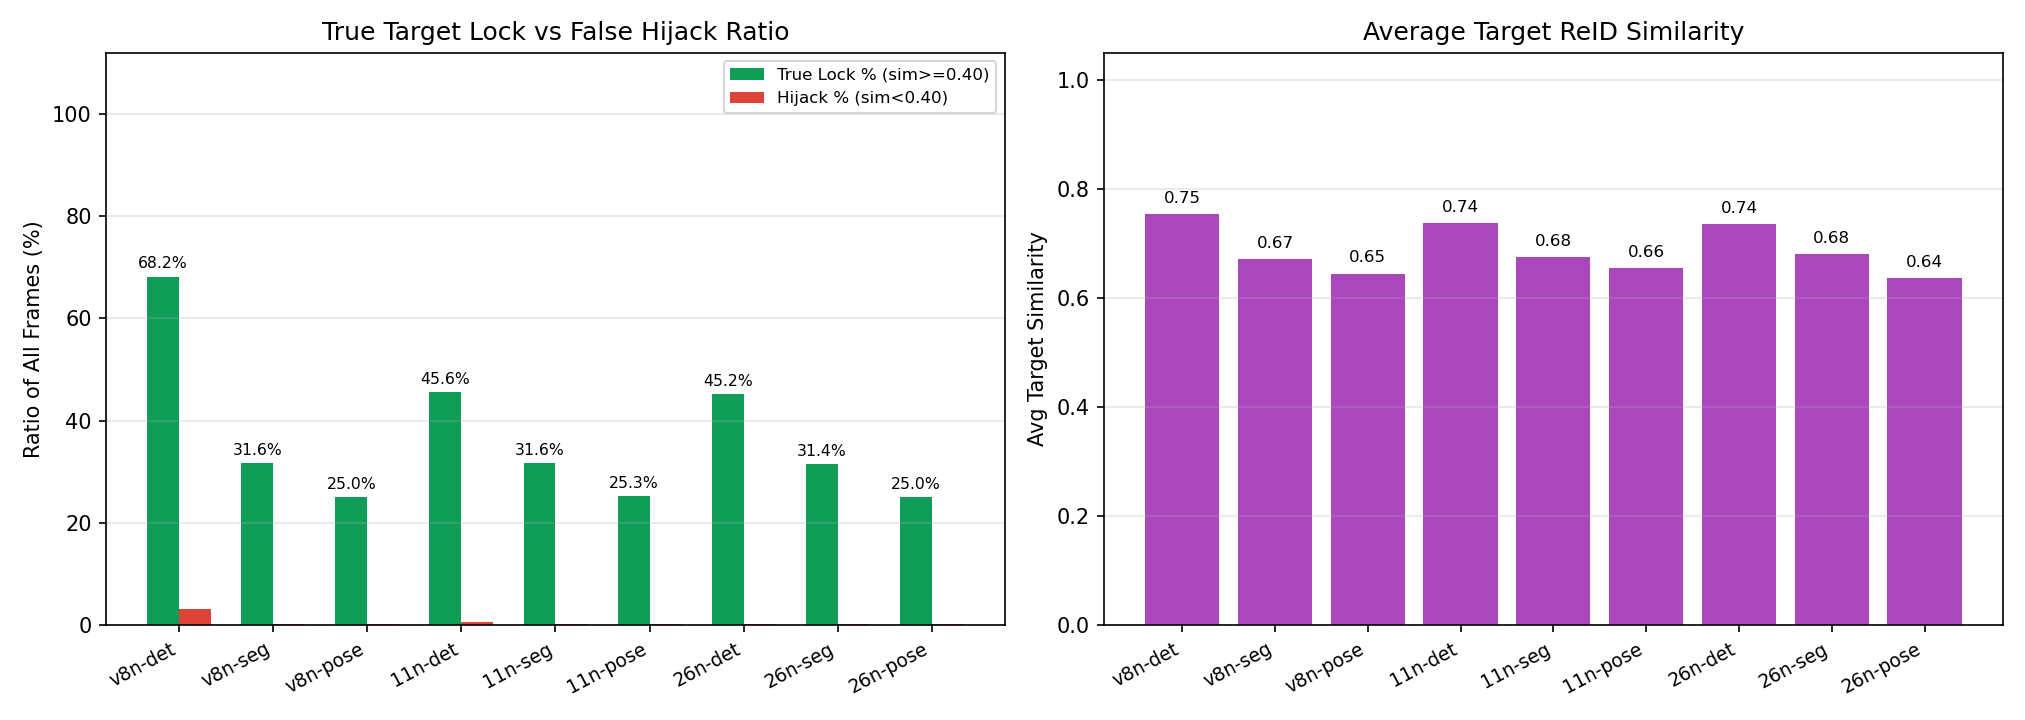 True Target Lock vs False Hijack Ratio
True Lock % (sim>=0.40)
Hijack % (sim<0.40)
Ratio of All Frames (%)
100
80
60
40
20
0
68.2%
31.6%
25.0%
45.6%
31.6%
25.3%
45.2%
31.4%
25.0%
v8n-det
v8n-seg
v8n-pose
11n-det
11n-seg
11n-pose
26n-det
26n-seg
26n-pose
Average Target ReID Similarity
Avg Target Similarity
1.0
0.8
0.6
0.4
0.2
0.0
0.75
0.67
0.65
0.74
0.68
0.66
0.74
0.68
0.64
v8n-det
v8n-seg
v8n-pose
11n-det
11n-seg
11n-pose
26n-det
26n-seg
26n-pose